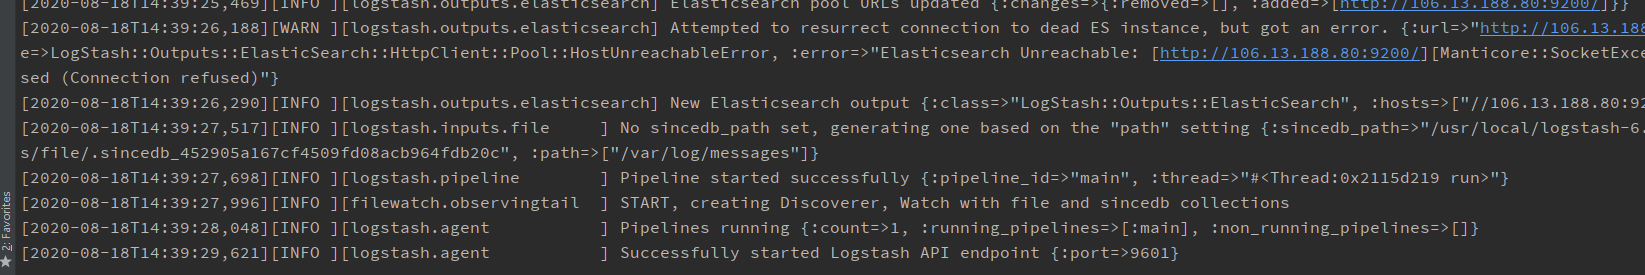 [2020-08-18T14:39:25,469][INFO ][logstash.outputs.elasticsearch] Elasticsearch pool URLs updated {:changes=>{:removed=>[], :added=>[http://106.13.188.80:9200/]}}
[2020-08-18T14:39:26,188][WARN ][logstash.outputs.elasticsearch] Attempted to resurrect connection to dead ES instance, but got an error. {:url=>"http://106.13.188
e=>LogStash::Outputs::ElasticSearch::HttpClient::Pool::HostUnreachableError, :error=>"Elasticsearch Unreachable: [http://106.13.188.80:9200/][Manticore::SocketExce
sed (Connection refused)"}
[2020-08-18T14:39:26,290][INFO ][logstash.outputs.elasticsearch] New Elasticsearch output {:class=>"LogStash::Outputs::ElasticSearch", :hosts=>["//106.13.188.80:92
[2020-08-18T14:39:27,517][INFO ][logstash.inputs.file     ] No sincedb_path set, generating one based on the "path" setting {:sincedb_path=>"/usr/local/logstash-6.
s/file/.sincedb_452905a167cf4509fd08acb964fdb20c", :path=>["/var/log/messages"]}
[2020-08-18T14:39:27,698][INFO ][logstash.pipeline        ] Pipeline started successfully {:pipeline_id=>"main", :thread=>"#<Thread:0x2115d219 run>"}
[2020-08-18T14:39:27,996][INFO ][filewatch.observingtail  ] START, creating Discoverer, Watch with file and sincedb collections
[2020-08-18T14:39:28,048][INFO ][logstash.agent           ] Pipelines running {:count=>1, :running_pipelines=>[:main], :non_running_pipelines=>[]}
[2020-08-18T14:39:29,621][INFO ][logstash.agent           ] Successfully started Logstash API endpoint {:port=>9601}
2: Favorites